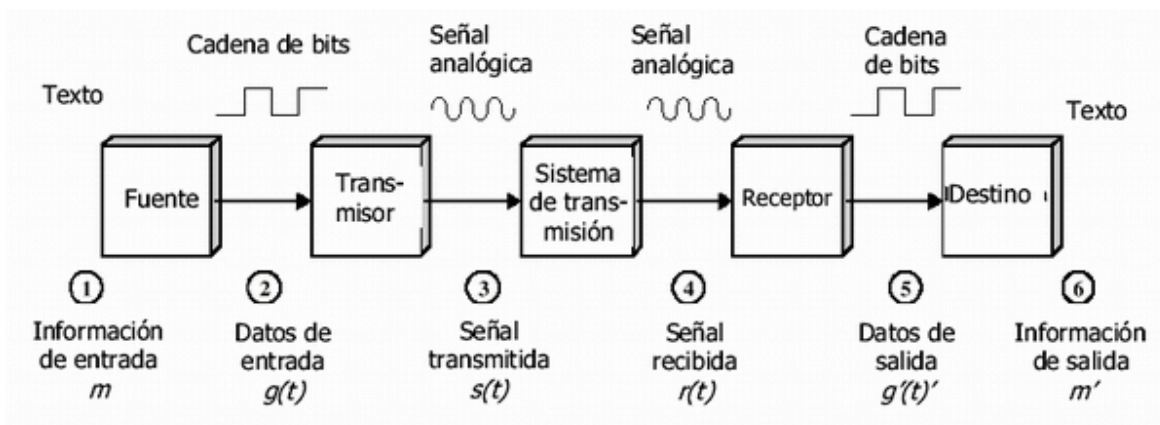 Texto
Cadena de bits
Señal
analógica
Señal
analógica
Cadena
de bits
Texto
Fuente
Trans-
misor
Sistema
de trans-
misión
Receptor
Destino
1
Información
de entrada
m
2
Datos de
entrada
g(t)
3
Señal
transmitida
s(t)
4
Señal
recibida
r(t)
5
Datos de
salida
g'(t)'
6
Información
de salida
m'